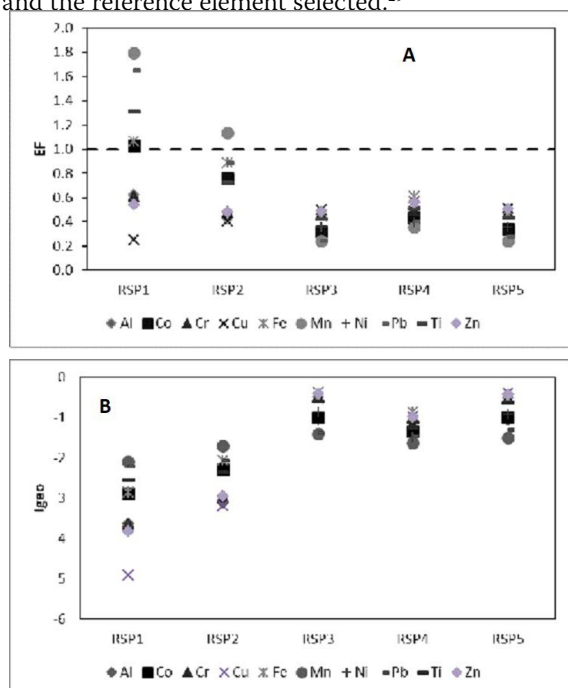 and the reference element selected.
A
2.0
1.8
1.6
1.4
1.2
1.0
0.8
0.6
0.4
0.2
0.0
EF
RSP1 RSP2 RSP3 RSP4 RSP5
Al Co Cr Cu Fe Mn Ni Pb Ti Zn
B
0
-1
-2
3
4
5
-6
Igeo
RSP1 RSP2 RSP3 RSP4 RSP5
Al Co Cr Cu Fe Mn Ni Pb Ti Zn